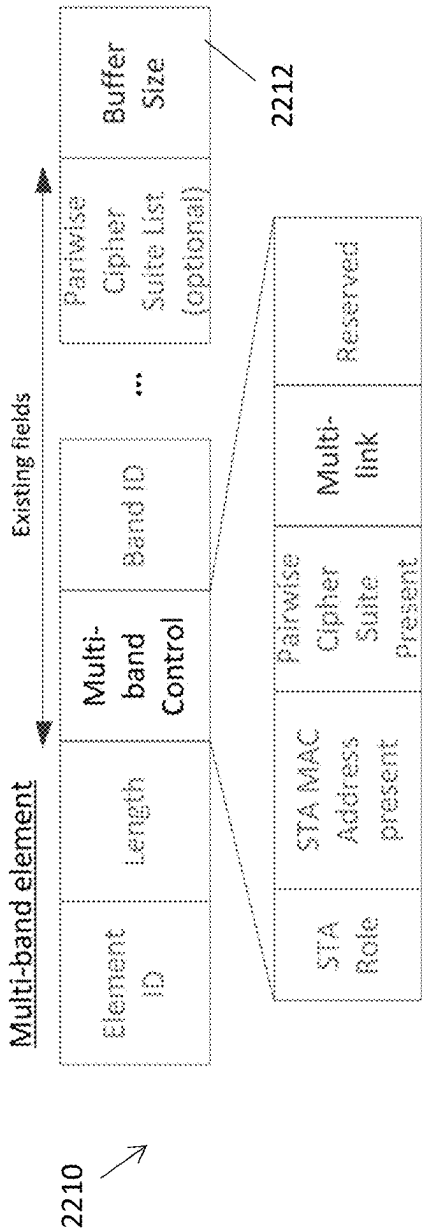 2210
Multi-band element
Existing fields
Element
ID
Length
Multi-
band
Control
Band ID
...
Pariwise
Cipher
Suite List
(optional)
Buffer
Size
2212
STA
Role
STA MAC
Address
present
Pairwise
Cipher
Suite
Present
Multi-
link
Reserved